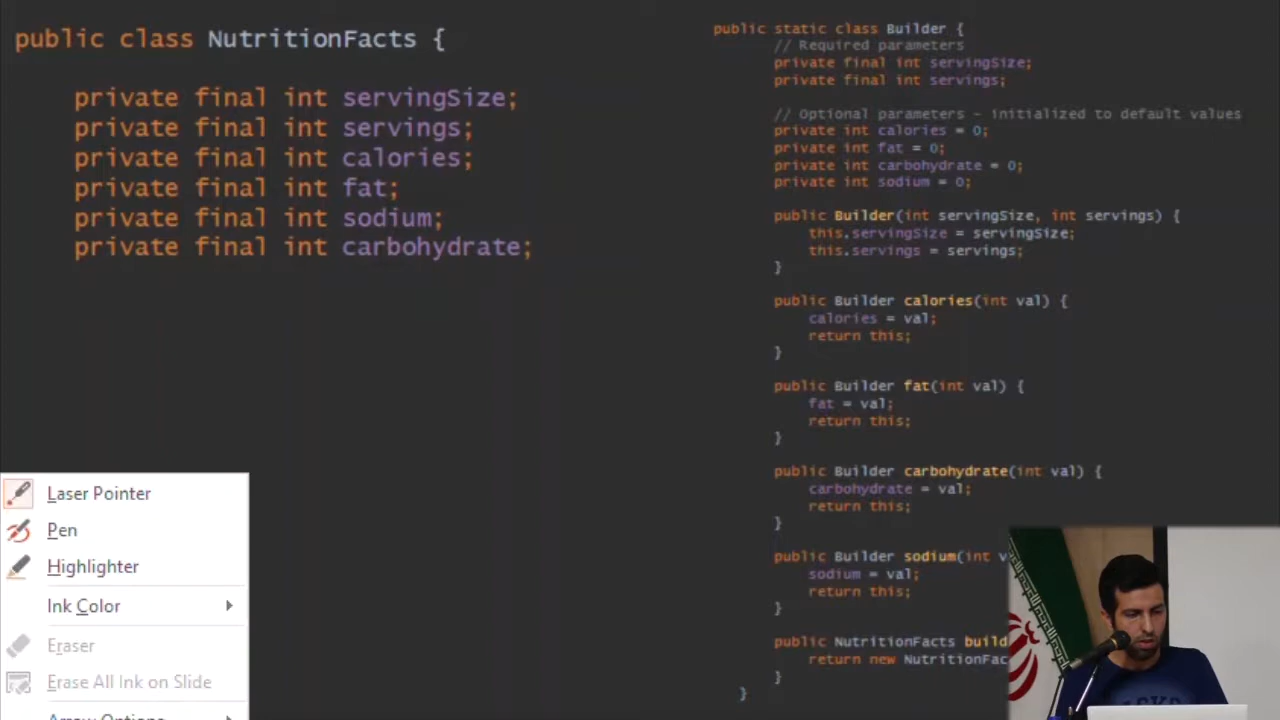 public class NutritionFacts {
private final int servingSize;
private final int servings;
private final int calories;
private final int fat;
private final int sodium;
private final int carbohydrate;
public static class Builder {
// Required parameters
private final int servingSize;
private final int servings;
// Optional parameters - initialized to default values
private int calories = 0;
private int fat = 0;
private int carbohydrate = 0;
private int sodium = 0;
public Builder(int servingSize, int servings) {
this.servingSize = servingSize;
this.servings = servings;
}
public Builder calories(int val) {
calories = val;
return this;
}
public Builder fat(int val) {
fat = val;
return this;
}
public Builder carbohydrate(int val) {
carbohydrate = val;
return this;
}
public Builder sodium(int v
sodium = val;
return this;
}
public NutritionFacts build
return new NutritionFac
}
}
Laser Pointer
Pen
Highlighter
Ink Color
Eraser
Erase All Ink on Slide
Arrow Options